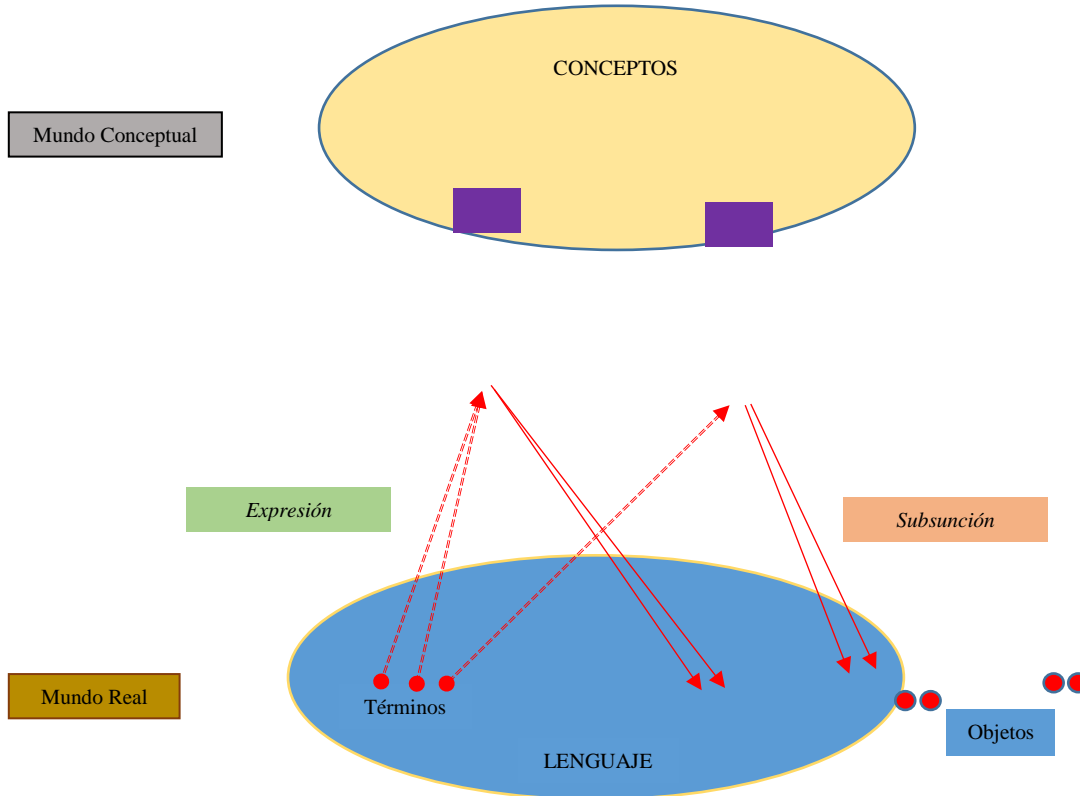 CONCEPTOS
Mundo Conceptual
Expresión
Subsunción
Mundo Real
Términos
Objetos
LENGUAJE